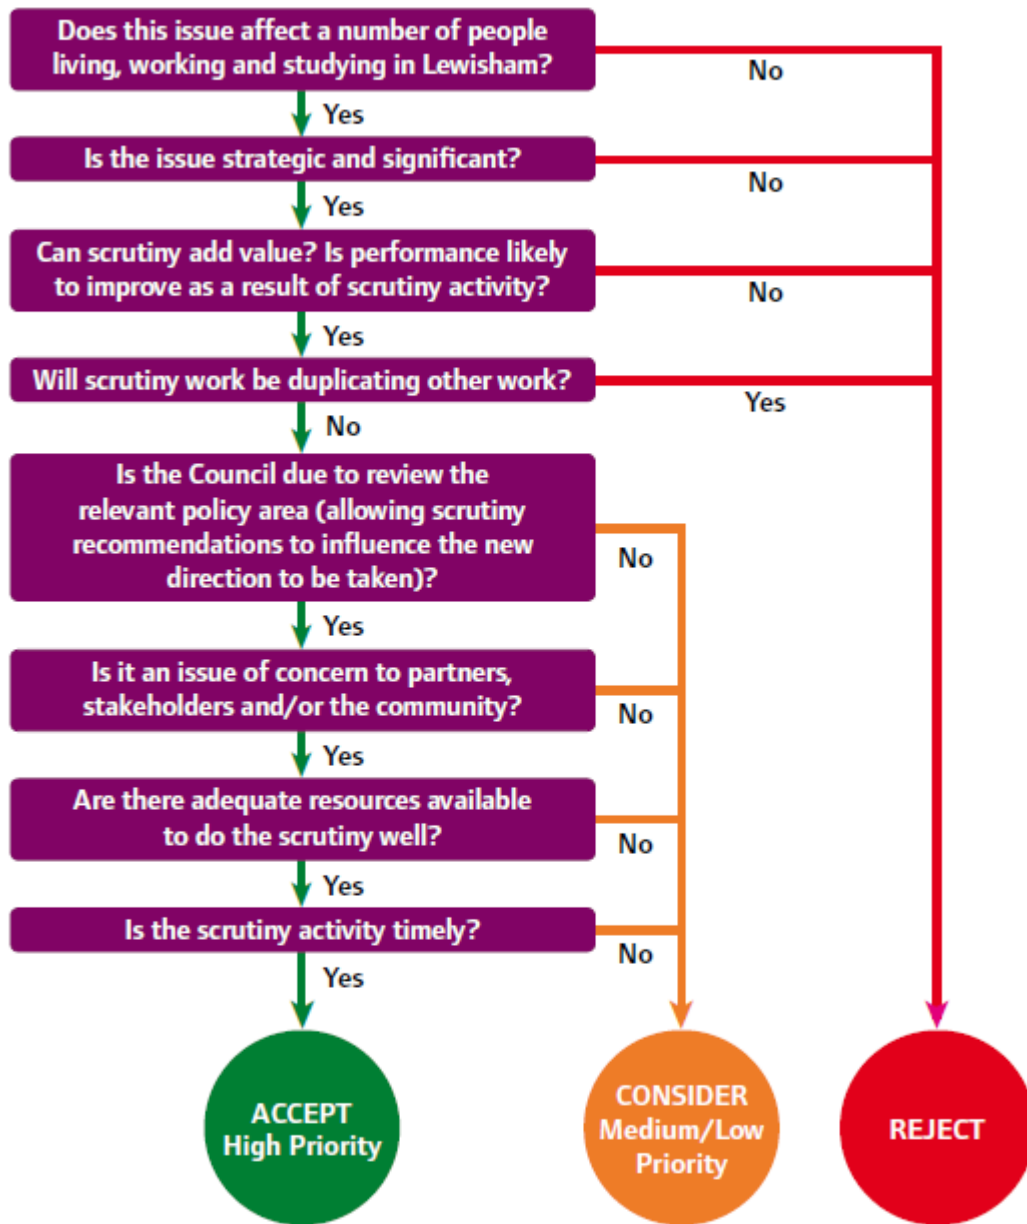 Does this issue affect a number of people
living, working and studying in Lewisham?
No
Yes
Is the issue strategic and significant?
No
Yes
Can scrutiny add value? Is performance likely
to improve as a result of scrutiny activity?
No
Yes
Will scrutiny work be duplicating other work?
Yes
No
Is the Council due to review the
relevant policy area (allowing scrutiny
recommendations to influence the new
direction to be taken)?
No
Yes
Is it an issue of concern to partners,
stakeholders and/or the community?
No
Yes
Are there adequate resources available
to do the scrutiny well?
No
Yes
Is the scrutiny activity timely?
No
Yes
ACCEPT
High Priority
CONSIDER
Medium/Low
Priority
REJECT